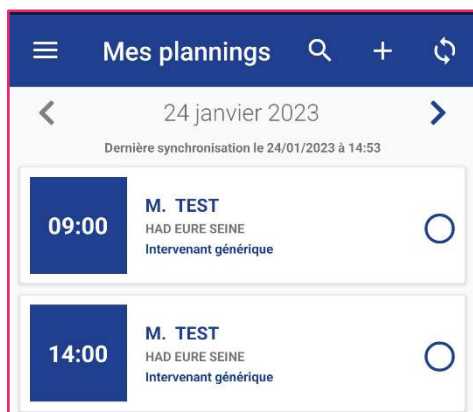 Mes plannings
24 janvier 2023
Dernière synchronisation le 24/01/2023 à 14:53
09:00
M. TEST
HAD EURE SEINE
Intervenant générique
14:00
M. TEST
HAD EURE SEINE
Intervenant générique